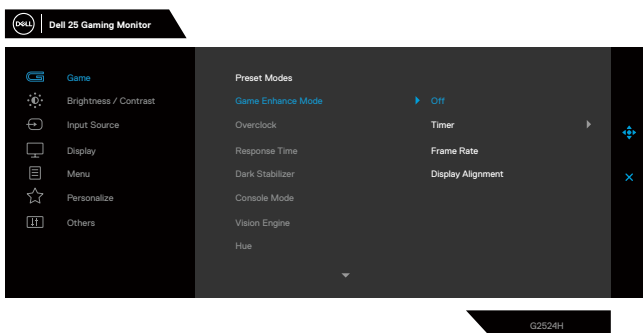 DELL
Dell 25 Gaming Monitor
Game
Brightness / Contrast
Input Source
Display
Menu
Personalize
Others
Preset Modes
Game Enhance Mode
Overclock
Response Time
Dark Stabilizer
Console Mode
Vision Engine
Hue
Off
Timer
Frame Rate
Display Alignment
G2524H